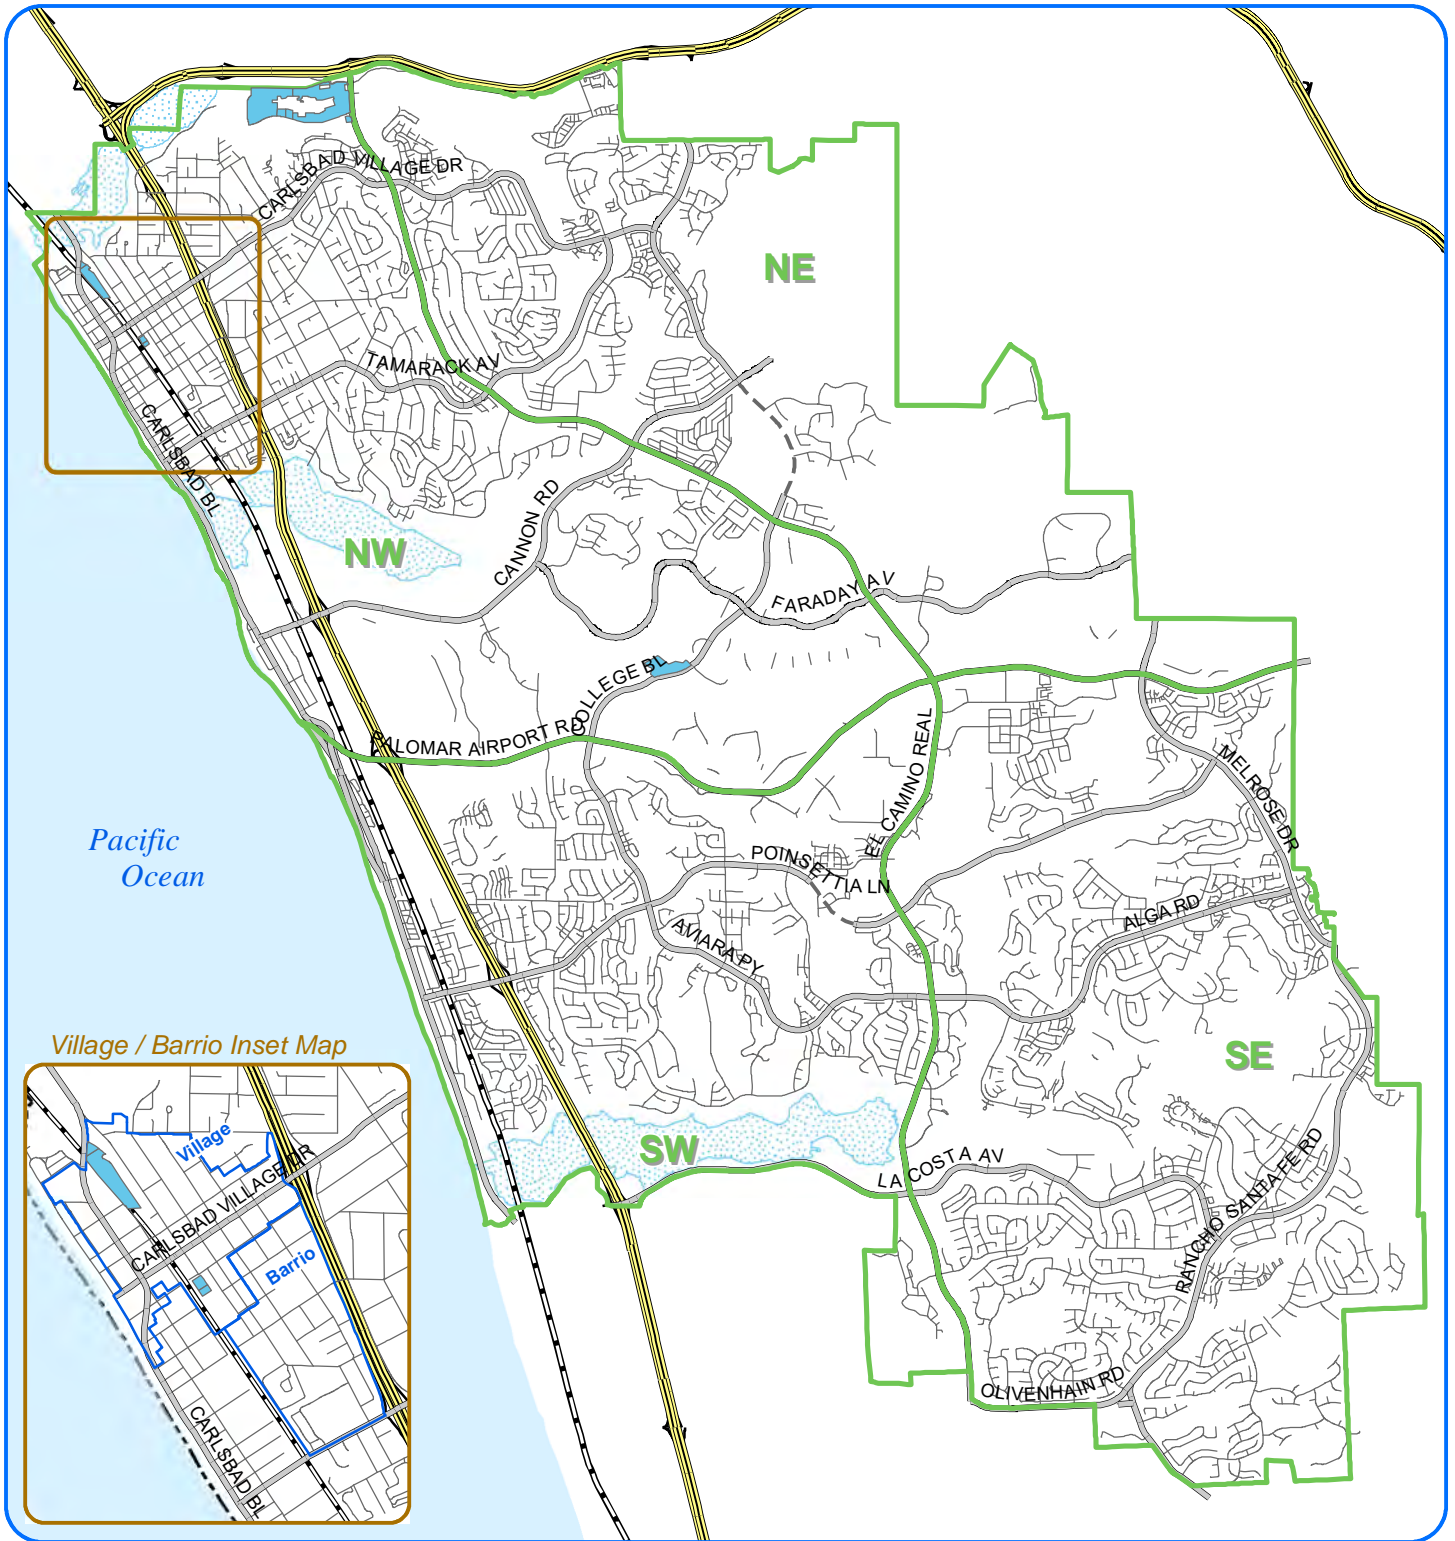 CARLSBAD VILLAGE DR
NE
TAMARACK AV
CARLSBAD BL
NW
CANNON RD
FARADAY AV
COLLEGE BL
PALOMAR AIRPORT RD
EL CAMINO REAL
MELROSE DR
Pacific
Ocean
POINSETTIA LN
ALGA RD
AVIARA PY
SE
SW
LA COSTA AV
RANCHO SANTA FE RD
OLIVENHAIN RD
Village / Barrio Inset Map
Village
CARLSBAD VILLAGE DR
Barrio
CARLSBAD BL